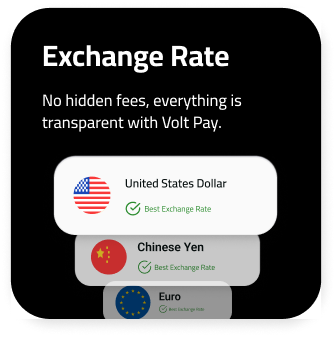 Exchange Rate
No hidden fees, everything is
transparent with Volt Pay.
United States Dollar
Best Exchange Rate
Chinese Yen
Best Exchange Rate
Euro
Best Exchange Rate